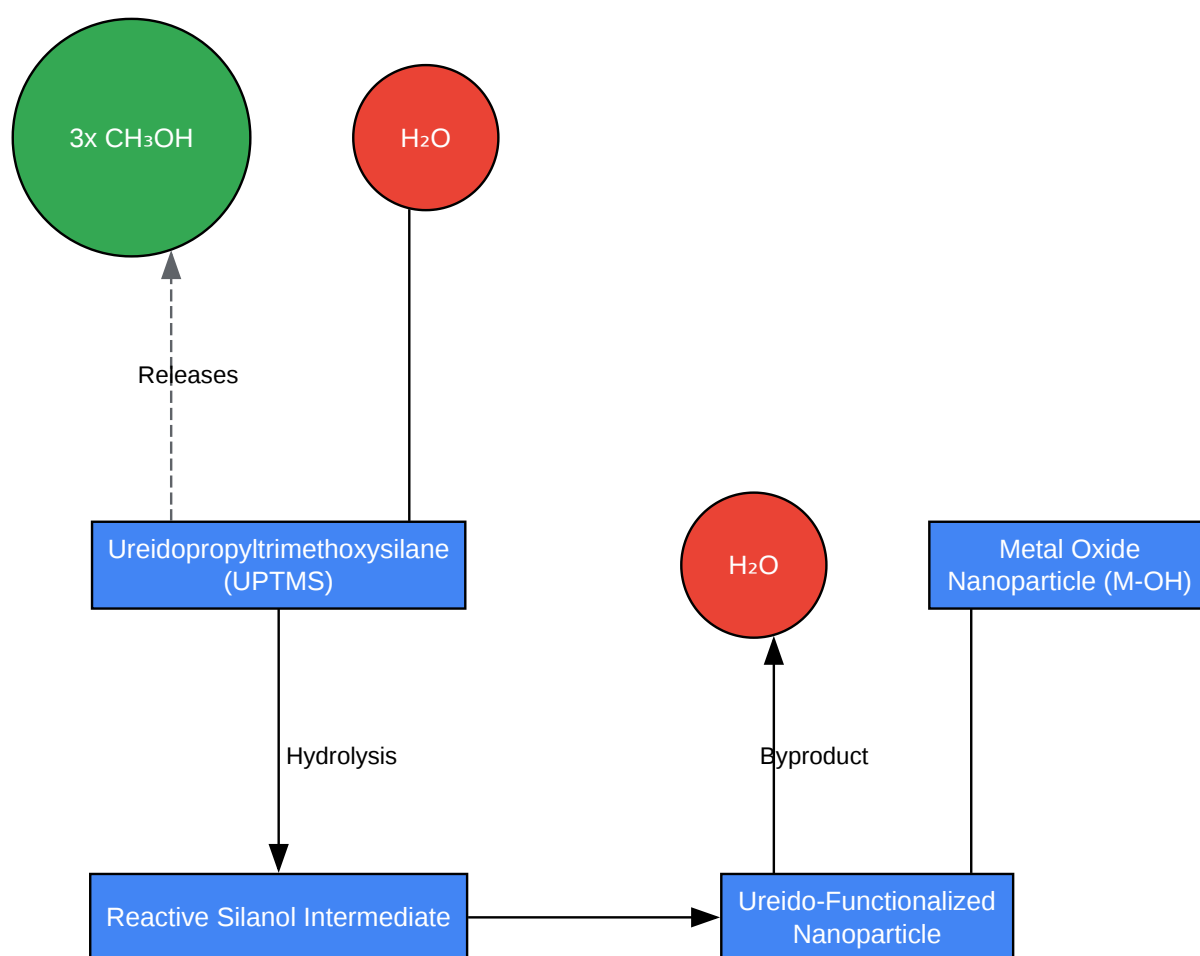 3x CH₃OH
H₂O
Releases
Ureidopropyltrimethoxysilane
(UPTMS)
H₂O
Metal Oxide
Nanoparticle (M-OH)
Hydrolysis
Byproduct
Reactive Silanol Intermediate
Ureido-Functionalized
Nanoparticle